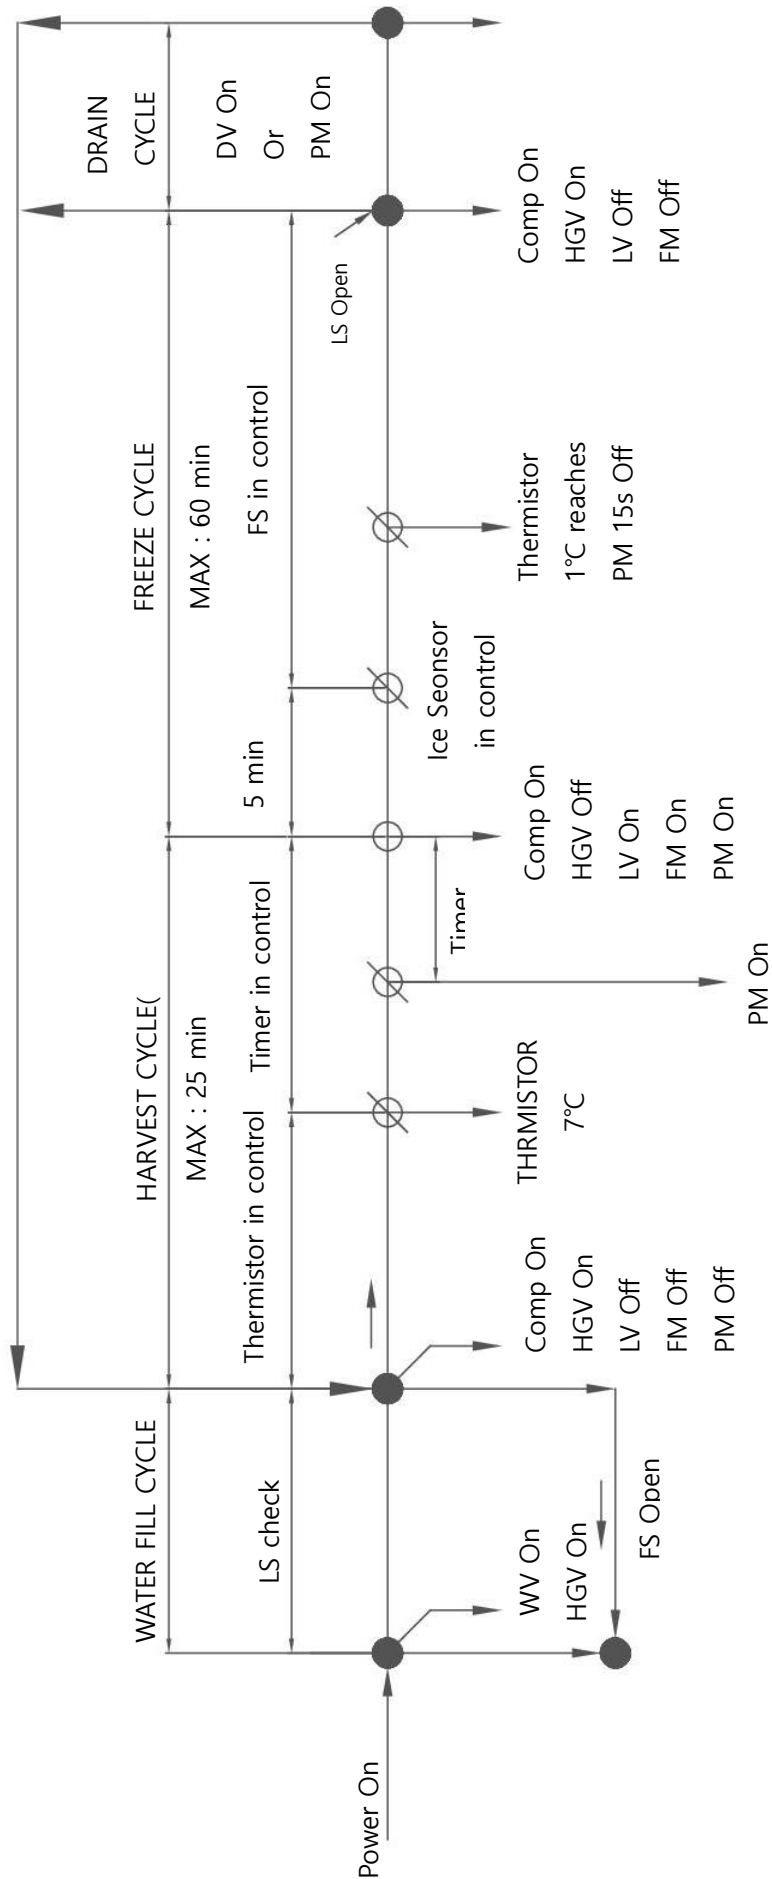 Power On
WATER FILL CYCLE
LS check
WV On
HGV On
FS Open
HARVEST CYCLE(
MAX : 25 min
Thermistor in control
Timer in control
Comp On
HGV On
LV Off
FM Off
PM Off
THRMISTOR
7℃
PM On
Timer
FREEZE CYCLE
MAX : 60 min
5 min
FS in control
Comp On
HGV Off
LV On
FM On
PM On
Ice Seonsor
in control
Thermistor
1℃ reaches
PM 15s Off
LS Open
Comp On
HGV On
LV Off
FM Off
DRAIN
CYCLE
DV On
Or
PM On